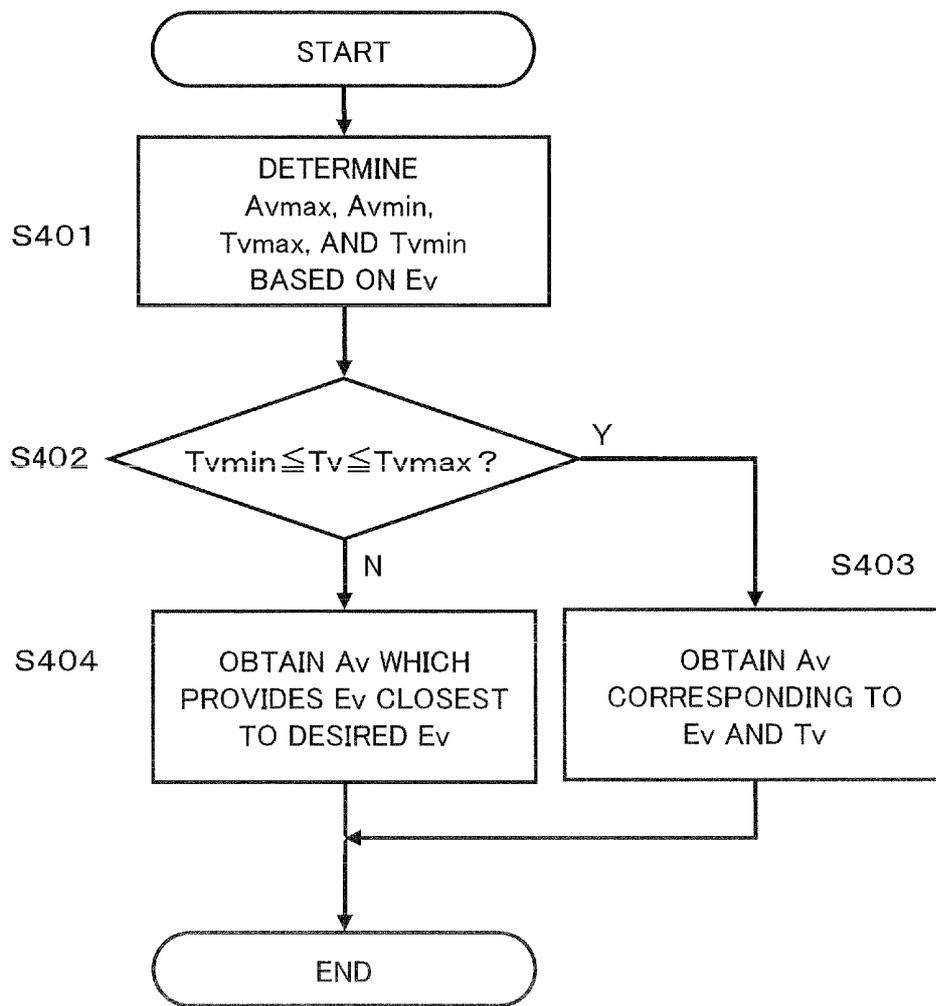 START
S401
DETERMINE
Avmax, Avmin,
Tvmax, AND Tvmin
BASED ON Ev
S402
Tvmin≦Tv≦Tvmax?
Y
N
S403
S404
OBTAIN Av WHICH
PROVIDES Ev CLOSEST
TO DESIRED Ev
OBTAIN Av
CORRESPONDING TO
Ev AND Tv
END